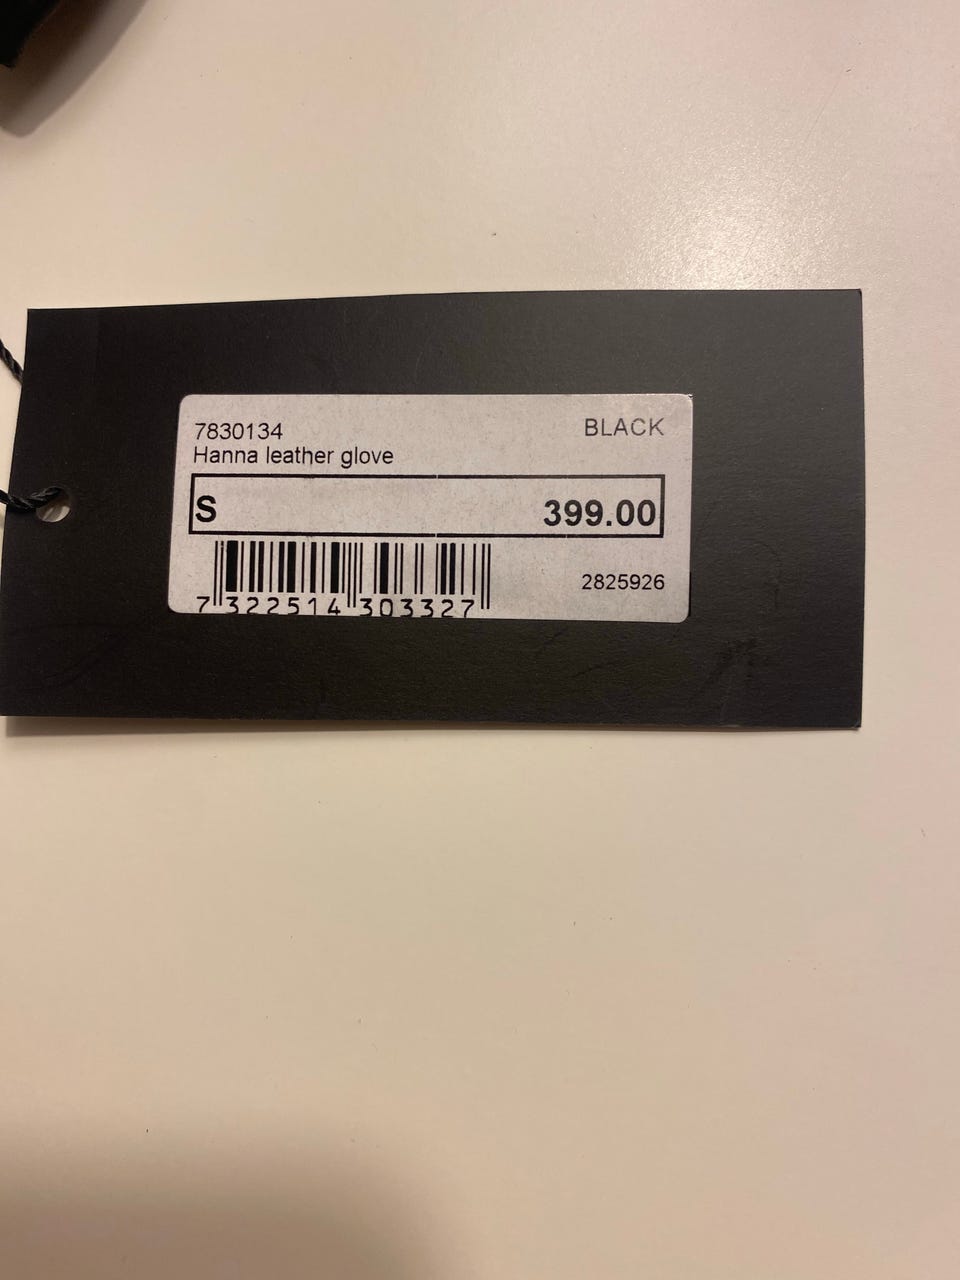 7830134
BLACK
Hanna leather glove
S 399.00
2825926
7 322514 303327